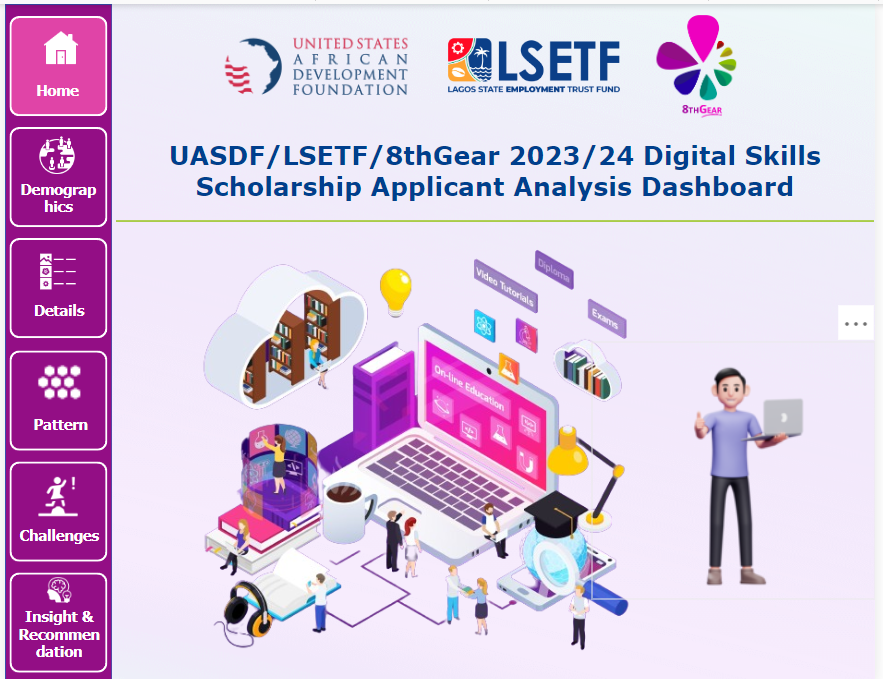 Home
Demograp
hics
Details
Pattern
Challenges
Insight &
Recommen
dation
UNITED STATES
AFRICAN
DEVELOPMENT
FOUNDATION
LSETF
LAGOS STATE EMPLOYMENT TRUST FUND
8THGEAR
UASDF/LSETF/8thGear 2023/24 Digital Skills
Scholarship Applicant Analysis Dashboard
Diploma
Video Tutorials
Exams
On-line Education